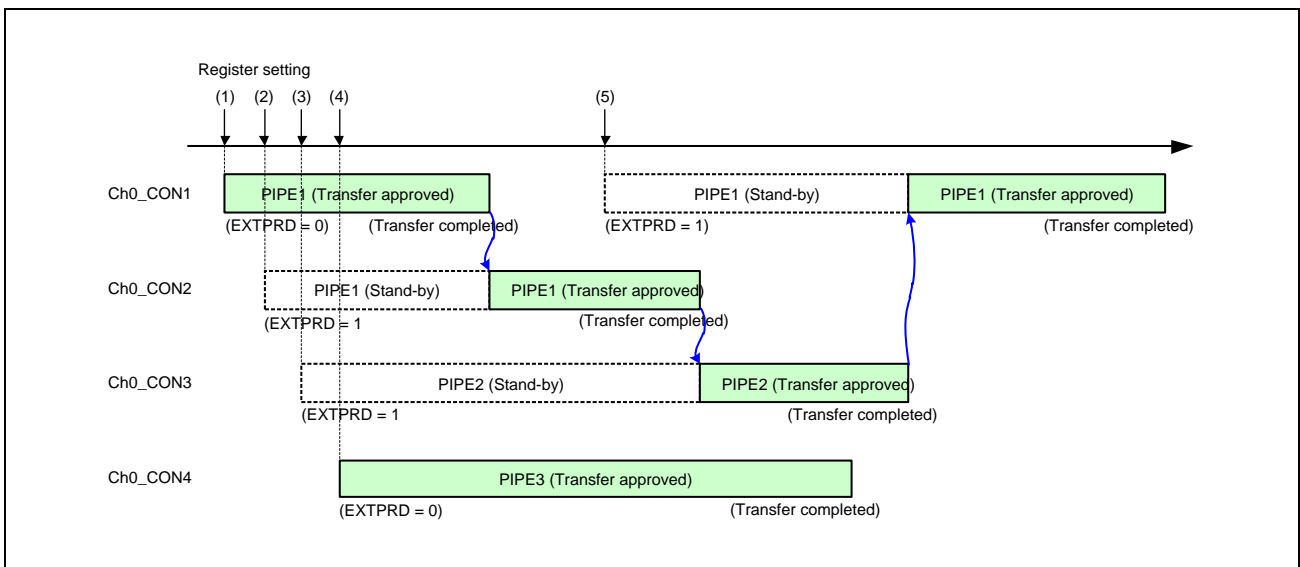 Register setting
(1) (2) (3) (4) (5)
Ch0_CON1 PIPE1 (Transfer approved) PIPE1 (Stand-by) PIPE1 (Transfer approved)
(EXTPRD = 0) (Transfer completed) (EXTPRD = 1) (Transfer completed)
Ch0_CON2 PIPE1 (Stand-by) PIPE1 (Transfer approved)
(EXTPRD = 1 (Transfer completed)
Ch0_CON3 PIPE2 (Stand-by) PIPE2 (Transfer approved)
(EXTPRD = 1 (Transfer completed)
Ch0_CON4 PIPE3 (Transfer approved)
(EXTPRD = 0) (Transfer completed)